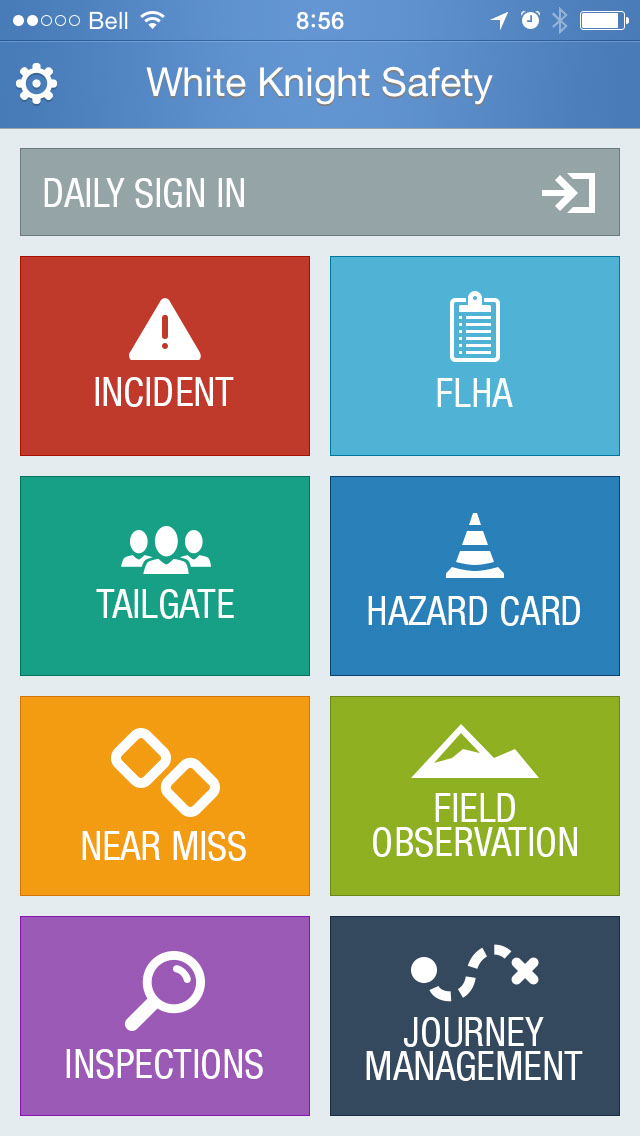 Bell 8:56
White Knight Safety
DAILY SIGN IN
INCIDENT
FLHA
TAILGATE
HAZARD CARD
NEAR MISS
FIELD
OBSERVATION
INSPECTIONS
JOURNEY
MANAGEMENT